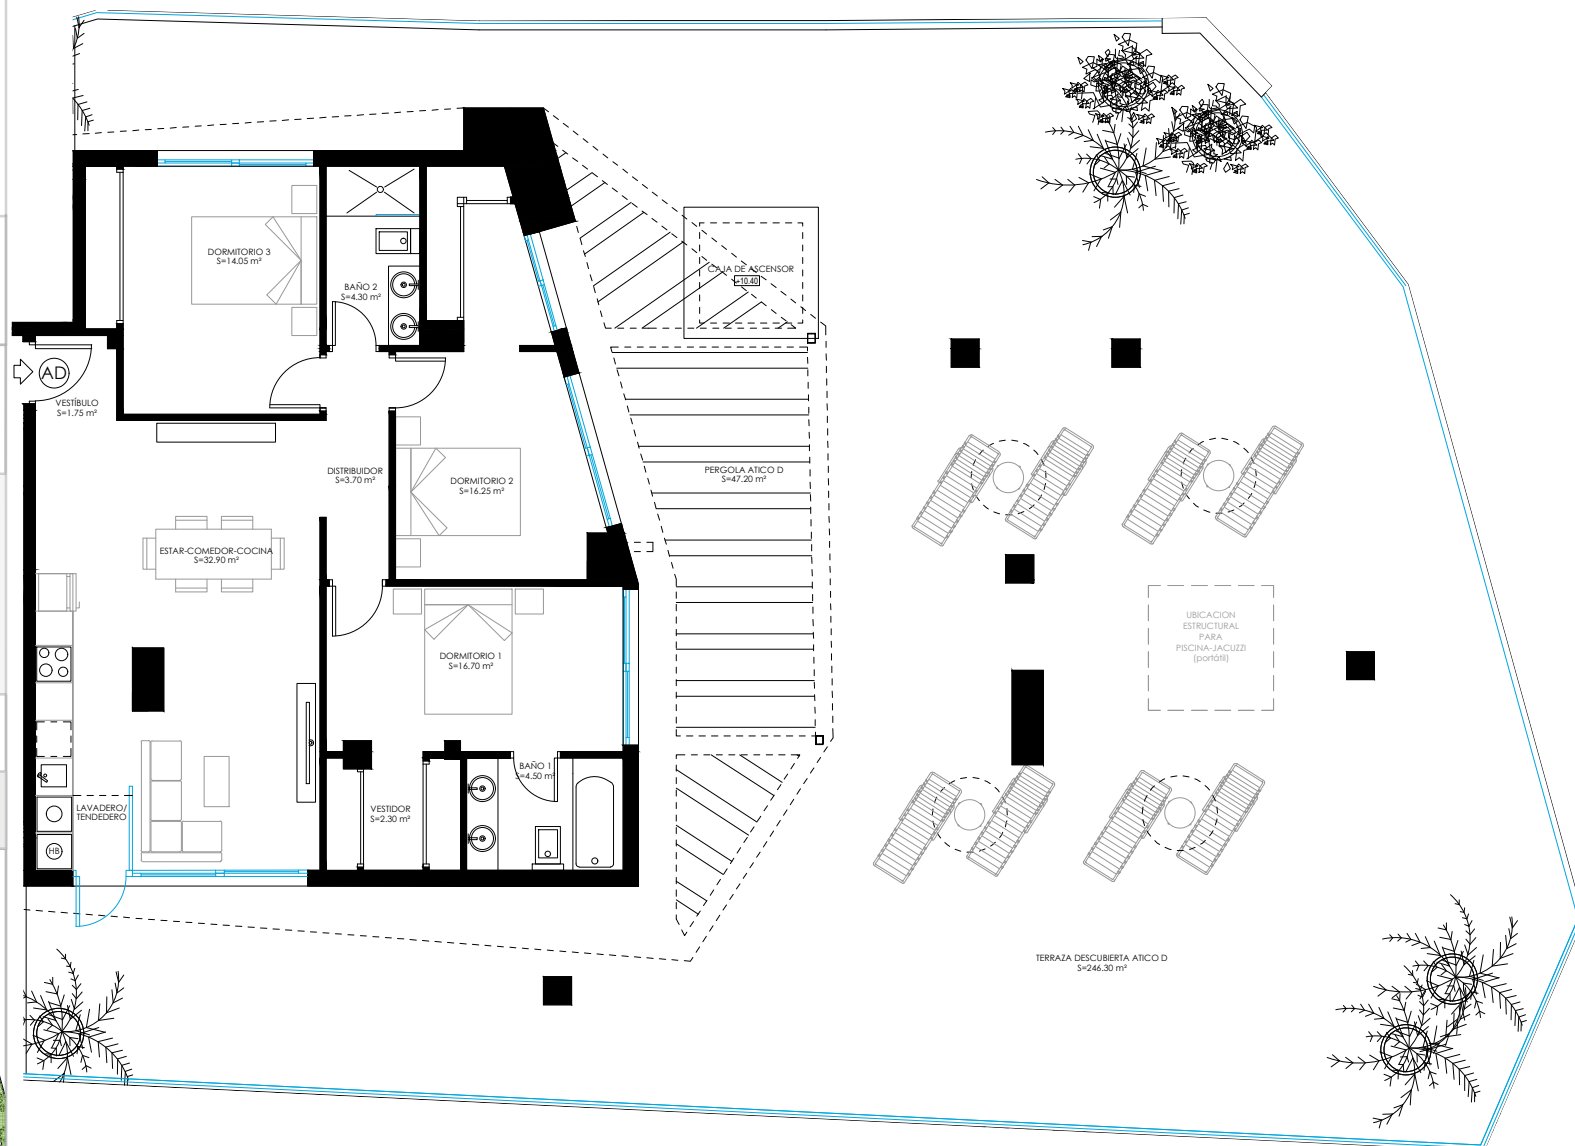 DORMITORIO 3
S=14.05 m²
BAÑO 2
S=4.30 m²
CAJA DE ASCENSOR
+10.40
AD
VESTÍBULO
S=1.75 m²
DISTRIBUIDOR
S=3.70 m²
DORMITORIO 2
S=16.25 m²
PERGOLA ATICO D
S=47.20 m²
ESTAR-COMEDOR-COCINA
S=32.90 m²
UBICACION
ESTRUCTURAL
PARA
PISCINA-JACUZZI
(portátil)
DORMITORIO 1
S=16.70 m²
BAÑO 1
S=4.50 m²
VESTIDOR
S=2.30 m²
LAVADERO/
TENDEDERO
HB
TERRAZA DESCUBIERTA ATICO D
S=246.30 m²